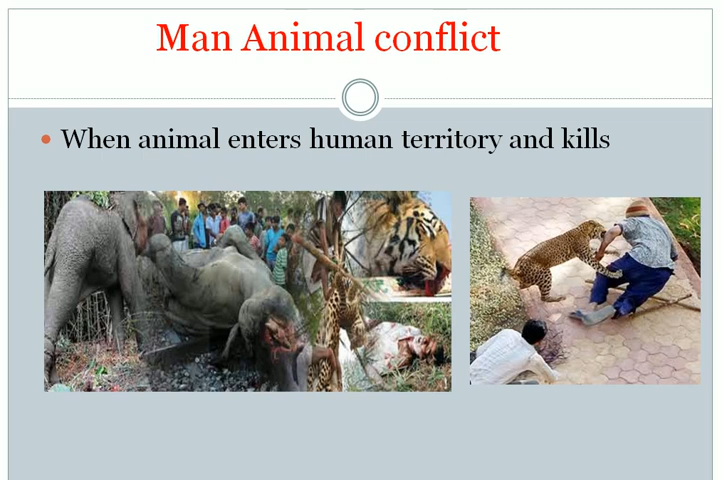 Man Animal conflict
When animal enters human territory and kills